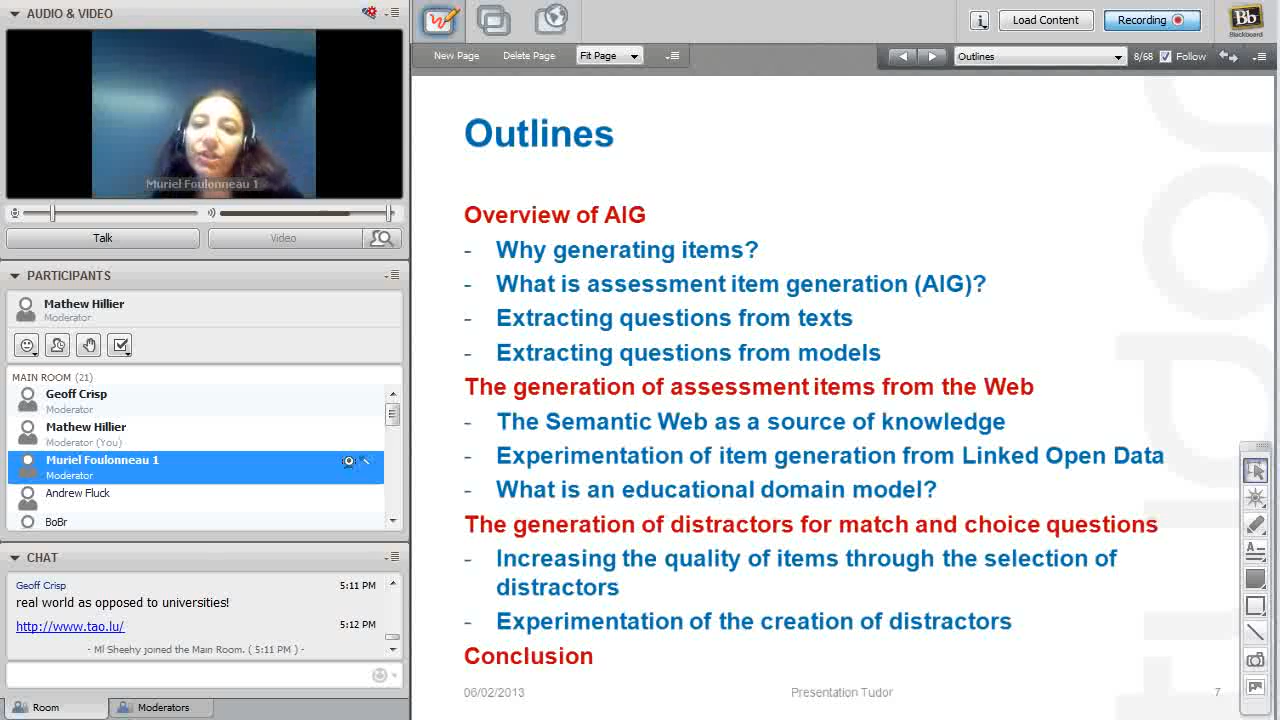 AUDIO & VIDEO
Muriel Foulonneau 1
Talk
Video
PARTICIPANTS
Mathew Hillier
Moderator
MAIN ROOM (21)
Geoff Crisp
Moderator
Mathew Hillier
Moderator (You)
Muriel Foulonneau 1
Moderator
Andrew Fluck
BoBr
CHAT
Geoff Crisp 5:11 PM
real world as opposed to universities!
http://www.tao.lu/ 5:12 PM
- Ml Sheehy joined the Main Room. ( 5:11 PM ) -
Room
Moderators
Load Content
Recording
Bb
Blackboard
New Page
Delete Page
Fit Page
Outlines
8/68
Follow
Outlines
Overview of AIG
- Why generating items?
- What is assessment item generation (AIG)?
- Extracting questions from texts
- Extracting questions from models
The generation of assessment items from the Web
- The Semantic Web as a source of knowledge
- Experimentation of item generation from Linked Open Data
- What is an educational domain model?
The generation of distractors for match and choice questions
- Increasing the quality of items through the selection of
distractors
- Experimentation of the creation of distractors
Conclusion
06/02/2013
Presentation Tudor
7